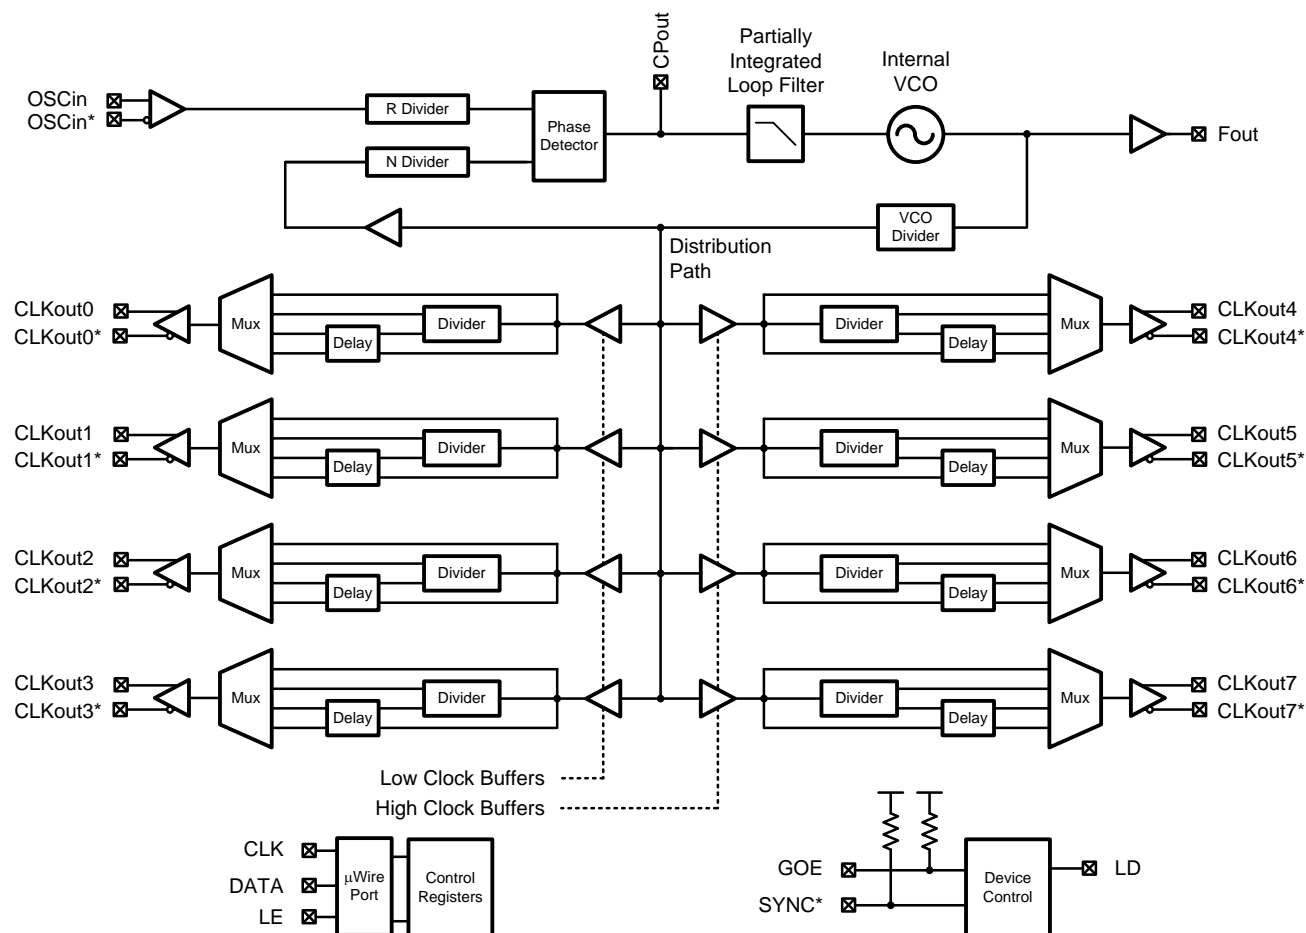 CPout
Partially
Integrated
Loop Filter
Internal
VCO
OSCin
OSCin*
R Divider
N Divider
Phase
Detector
Fout
VCO
Divider
Distribution
Path
CLKout0
CLKout0*
Mux
Delay
Divider
Divider
Delay
Mux
CLKout4
CLKout4*
CLKout1
CLKout1*
Mux
Delay
Divider
Divider
Delay
Mux
CLKout5
CLKout5*
CLKout2
CLKout2*
Mux
Delay
Divider
Divider
Delay
Mux
CLKout6
CLKout6*
CLKout3
CLKout3*
Mux
Delay
Divider
Divider
Delay
Mux
CLKout7
CLKout7*
Low Clock Buffers
High Clock Buffers
CLK
DATA
LE
μWire
Port
Control
Registers
GOE
SYNC*
Device
Control
LD